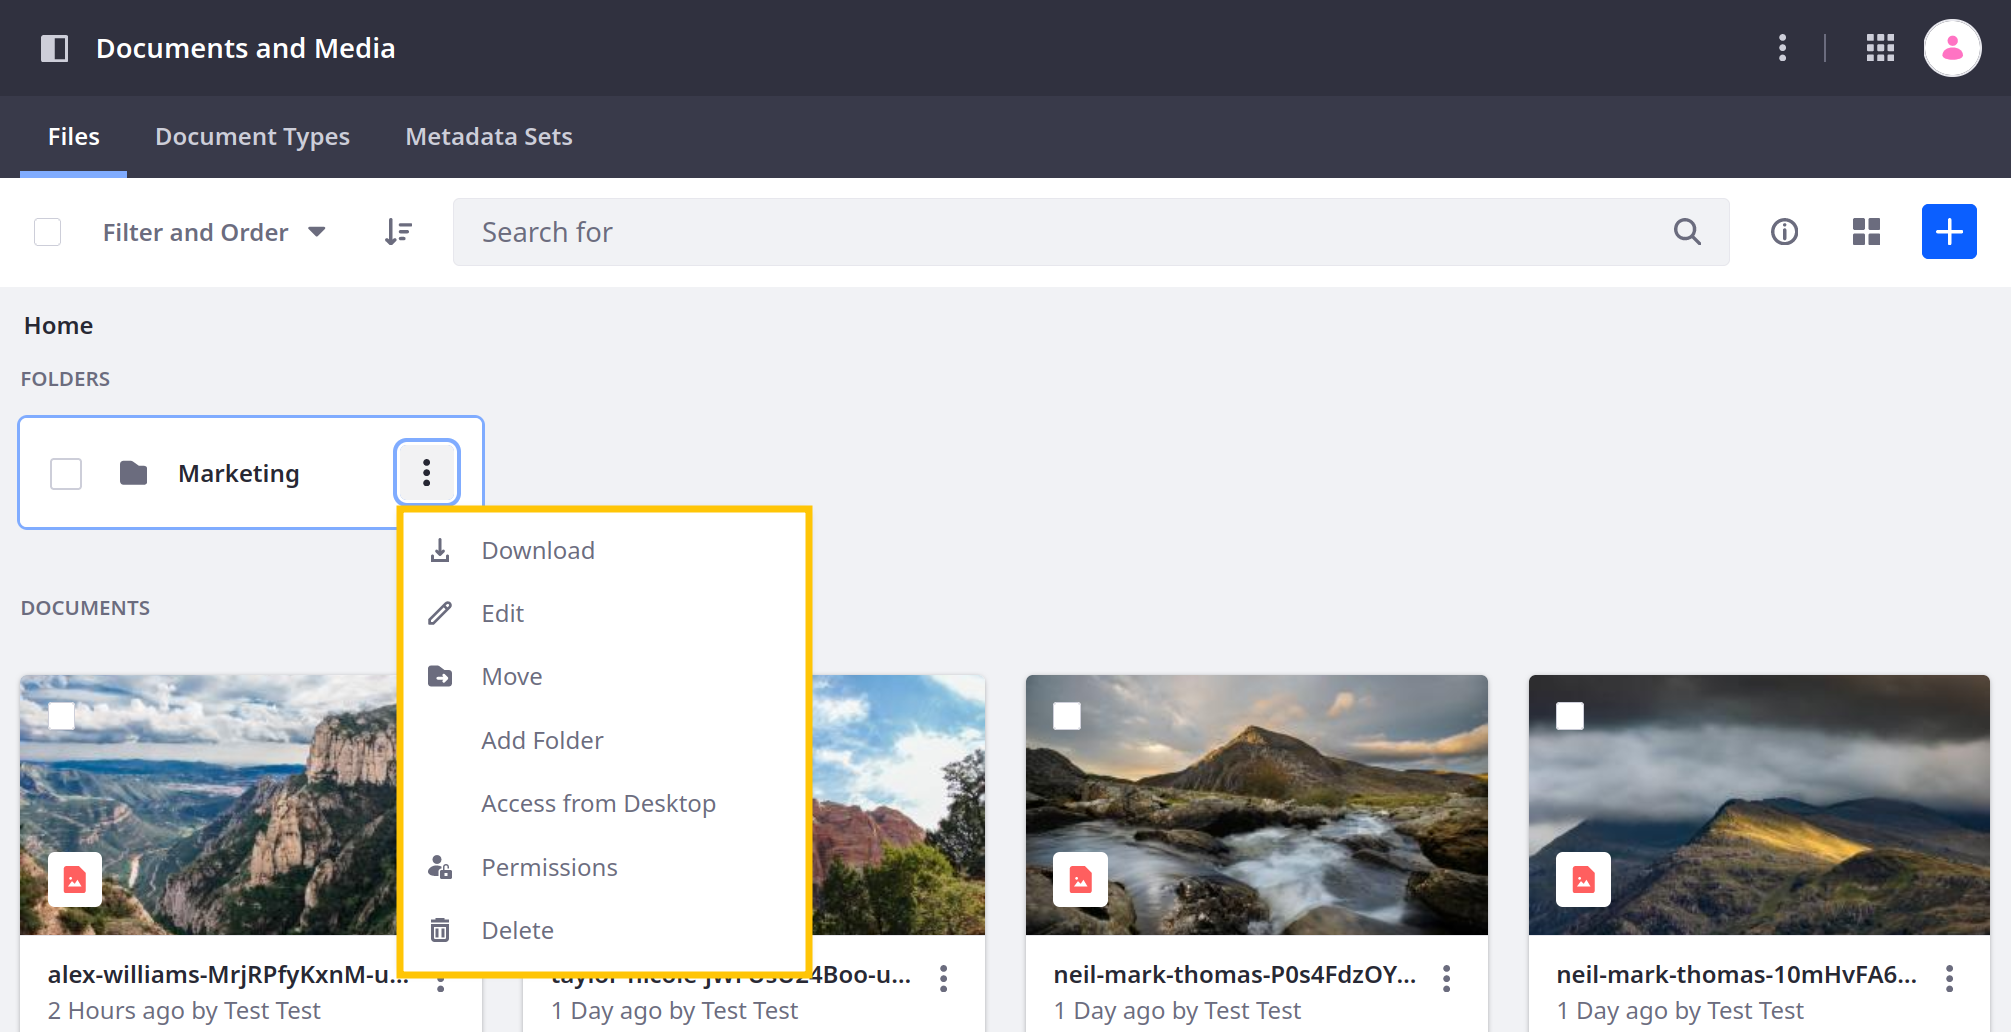 Documents and Media
Files Document Types Metadata Sets
Filter and Order Search for
Home
FOLDERS
Marketing
Download
Edit
Move
Add Folder
Access from Desktop
Permissions
Delete
DOCUMENTS
alex-williams-MrjRPfyKxnM-u...
2 Hours ago by Test Test
1 Day ago by Test Test
neil-mark-thomas-P0s4FdzOY...
1 Day ago by Test Test
neil-mark-thomas-10mHvFA6...
1 Day ago by Test Test